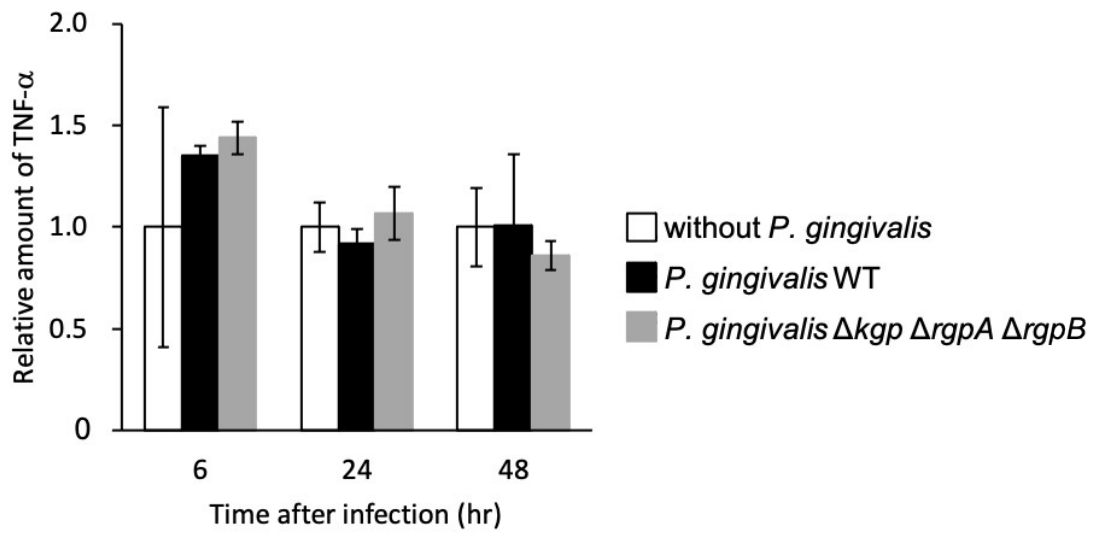 Relative amount of TNF-α
2.0
1.5
1.0
0.5
0
6
24
48
Time after infection (hr)
without P. gingivalis
P. gingivalis WT
P. gingivalis Δkgp ΔrgpA ΔrgpB